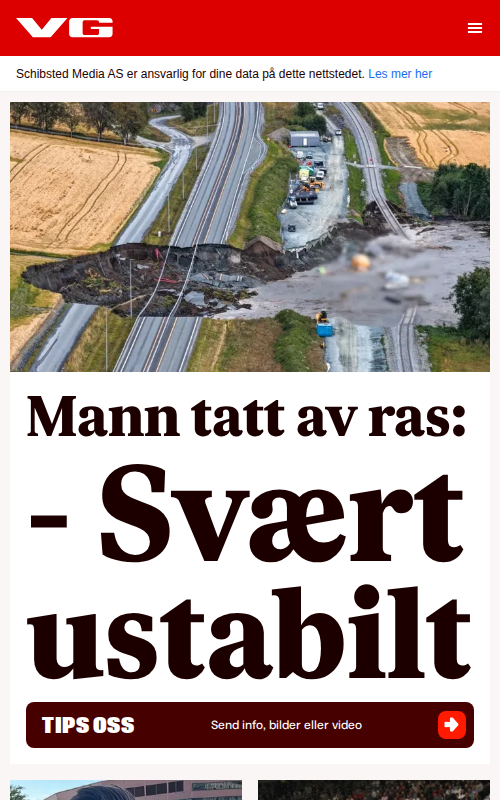 VG
Schibsted Media AS er ansvarlig for dine data på dette nettstedet. Les mer her
Mann tatt av ras:
- Svært
ustabilt
TIPS OSS Send info, bilder eller video